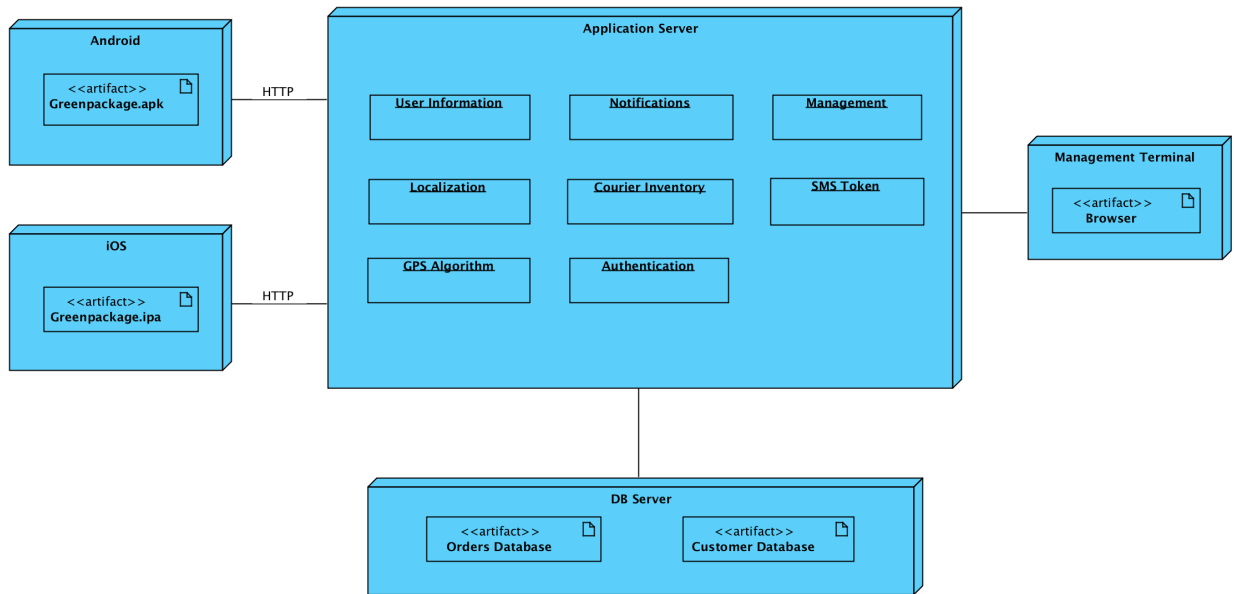 Android
<<artifact>>
Greenpackage.apk
HTTP
iOS
<<artifact>>
Greenpackage.ipa
HTTP
Application Server
User Information
Notifications
Management
Localization
Courier Inventory
SMS Token
GPS Algorithm
Authentication
Management Terminal
<<artifact>>
Browser
DB Server
<<artifact>>
Orders Database
<<artifact>>
Customer Database